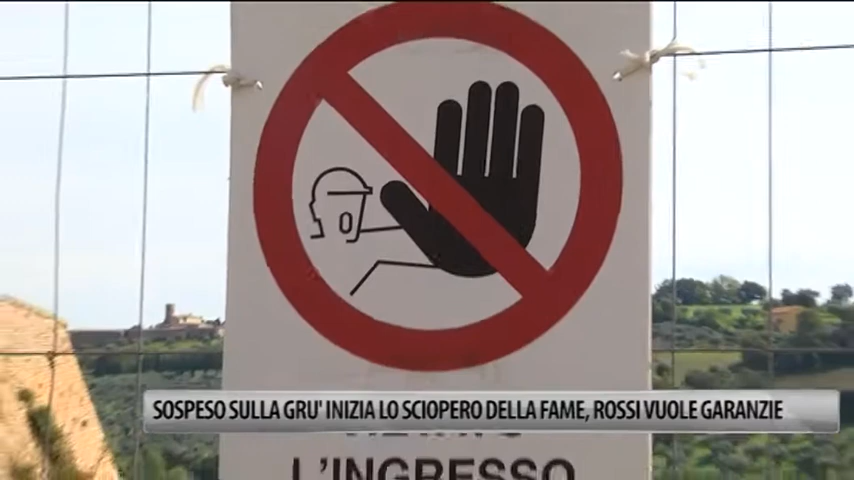 SOSPESO SULLA GRU' INIZIA LO SCIOPERO DELLA FAME, ROSSI VUOLE GARANZIE
L'INGRESSO